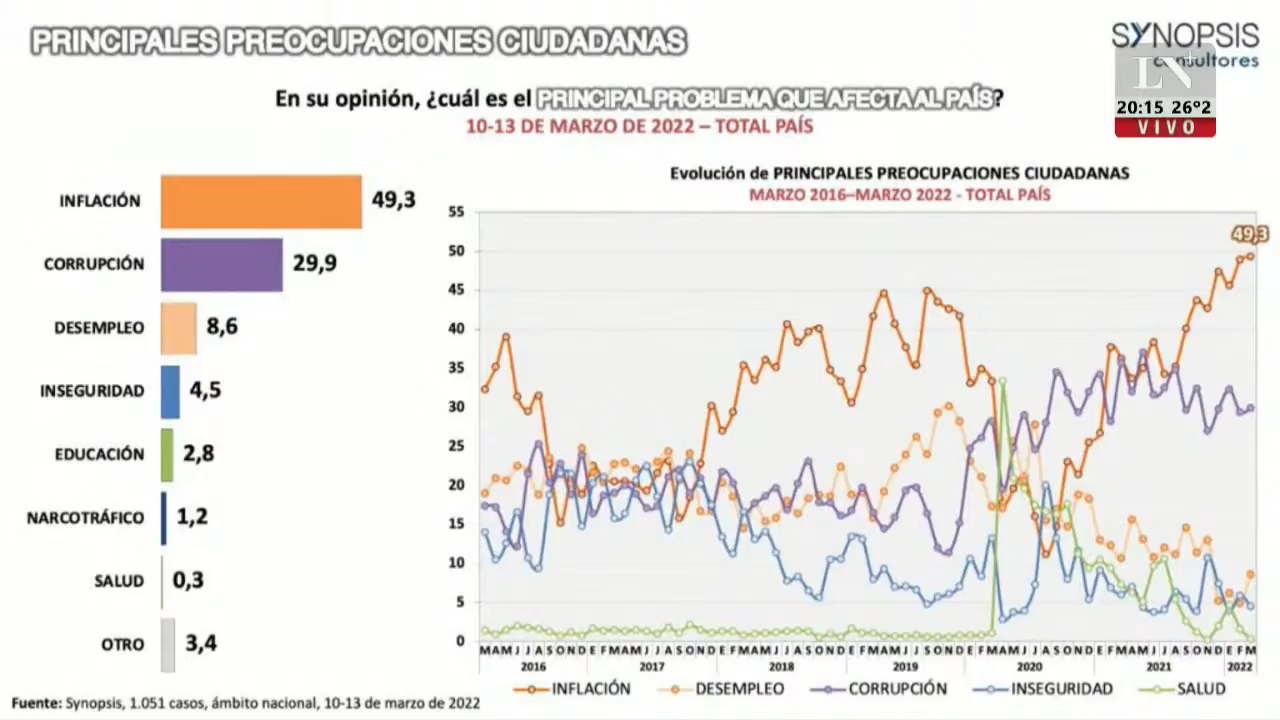 PRINCIPALES PREOCUPACIONES CIUDADANAS
SYNOPSIS
consultores
LN+
20:15 26º2
VIVO
En su opinión, ¿cuál es el PRINCIPAL PROBLEMA QUE AFECTA AL PAÍS?
10-13 DE MARZO DE 2022 – TOTAL PAÍS
INFLACIÓN 49,3
CORRUPCIÓN 29,9
DESEMPLEO 8,6
INSEGURIDAD 4,5
EDUCACIÓN 2,8
NARCOTRÁFICO 1,2
SALUD 0,3
OTRO 3,4
Evolución de PRINCIPALES PREOCUPACIONES CIUDADANAS
MARZO 2016–MARZO 2022 - TOTAL PAÍS
55
50
45
40
35
30
25
20
15
10
5
0
49,3
M A M J J A S O N D E F M A M J J A S O N D E F M A M J J A S O N D E F M A M J J A S O N D E F M A M J J A S O N D E F M A M J J A S O N D E F M
2016 2017 2018 2019 2020 2021 2022
INFLACIÓN DESEMPLEO CORRUPCIÓN INSEGURIDAD SALUD
Fuente: Synopsis, 1.051 casos, ámbito nacional, 10-13 de marzo de 2022